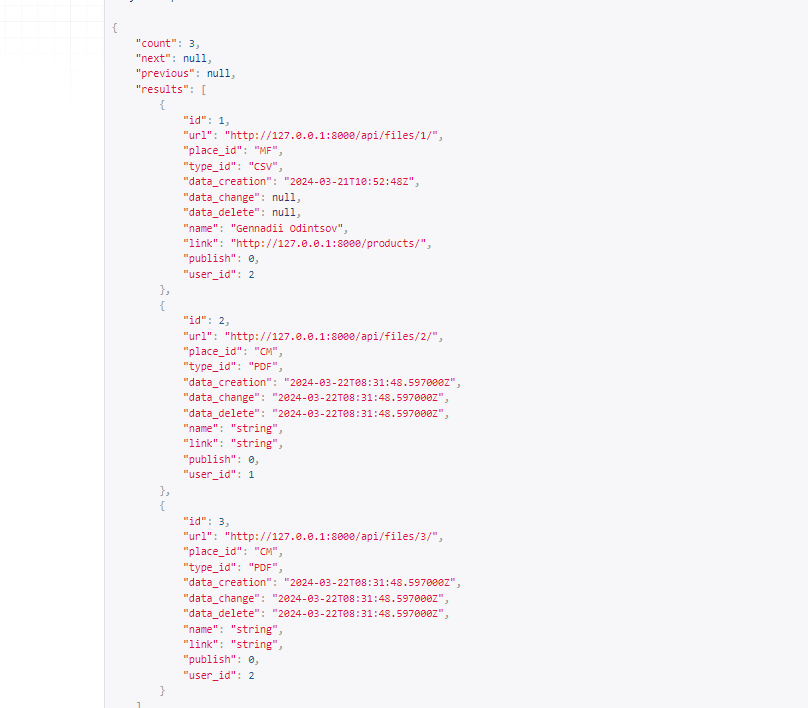 {
"count": 3,
"next": null,
"previous": null,
"results": [
{
"id": 1,
"url": "http://127.0.0.1:8000/api/files/1/",
"place_id": "MF",
"type_id": "CSV",
"data_creation": "2024-03-21T10:52:48Z",
"data_change": null,
"data_delete": null,
"name": "Gennadii Odintsov",
"link": "http://127.0.0.1:8000/products/",
"publish": 0,
"user_id": 2
},
{
"id": 2,
"url": "http://127.0.0.1:8000/api/files/2/",
"place_id": "CM",
"type_id": "PDF",
"data_creation": "2024-03-22T08:31:48.597000Z",
"data_change": "2024-03-22T08:31:48.597000Z",
"data_delete": "2024-03-22T08:31:48.597000Z",
"name": "string",
"link": "string",
"publish": 0,
"user_id": 1
},
{
"id": 3,
"url": "http://127.0.0.1:8000/api/files/3/",
"place_id": "CM",
"type_id": "PDF",
"data_creation": "2024-03-22T08:31:48.597000Z",
"data_change": "2024-03-22T08:31:48.597000Z",
"data_delete": "2024-03-22T08:31:48.597000Z",
"name": "string",
"link": "string",
"publish": 0,
"user_id": 2
}
]